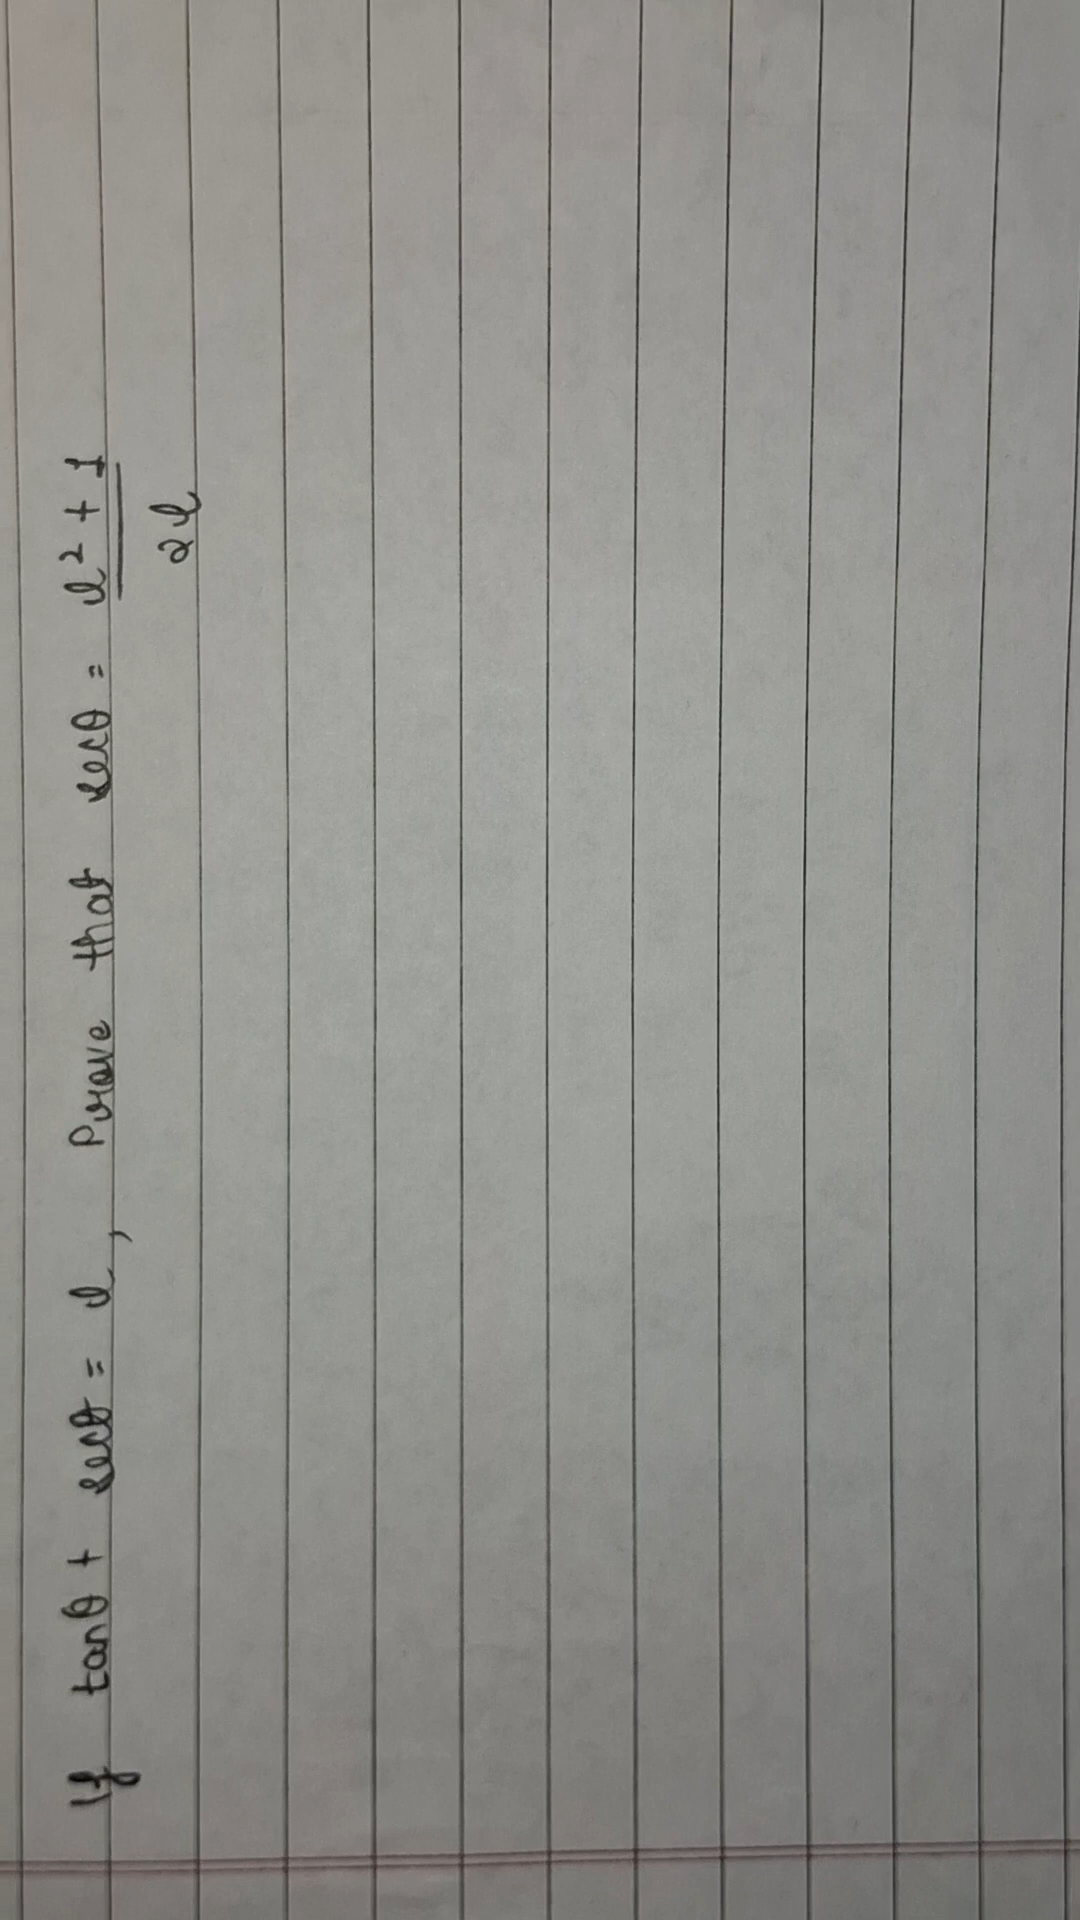 If tanθ + secθ = l, Prove that secθ = l² + 1
2l